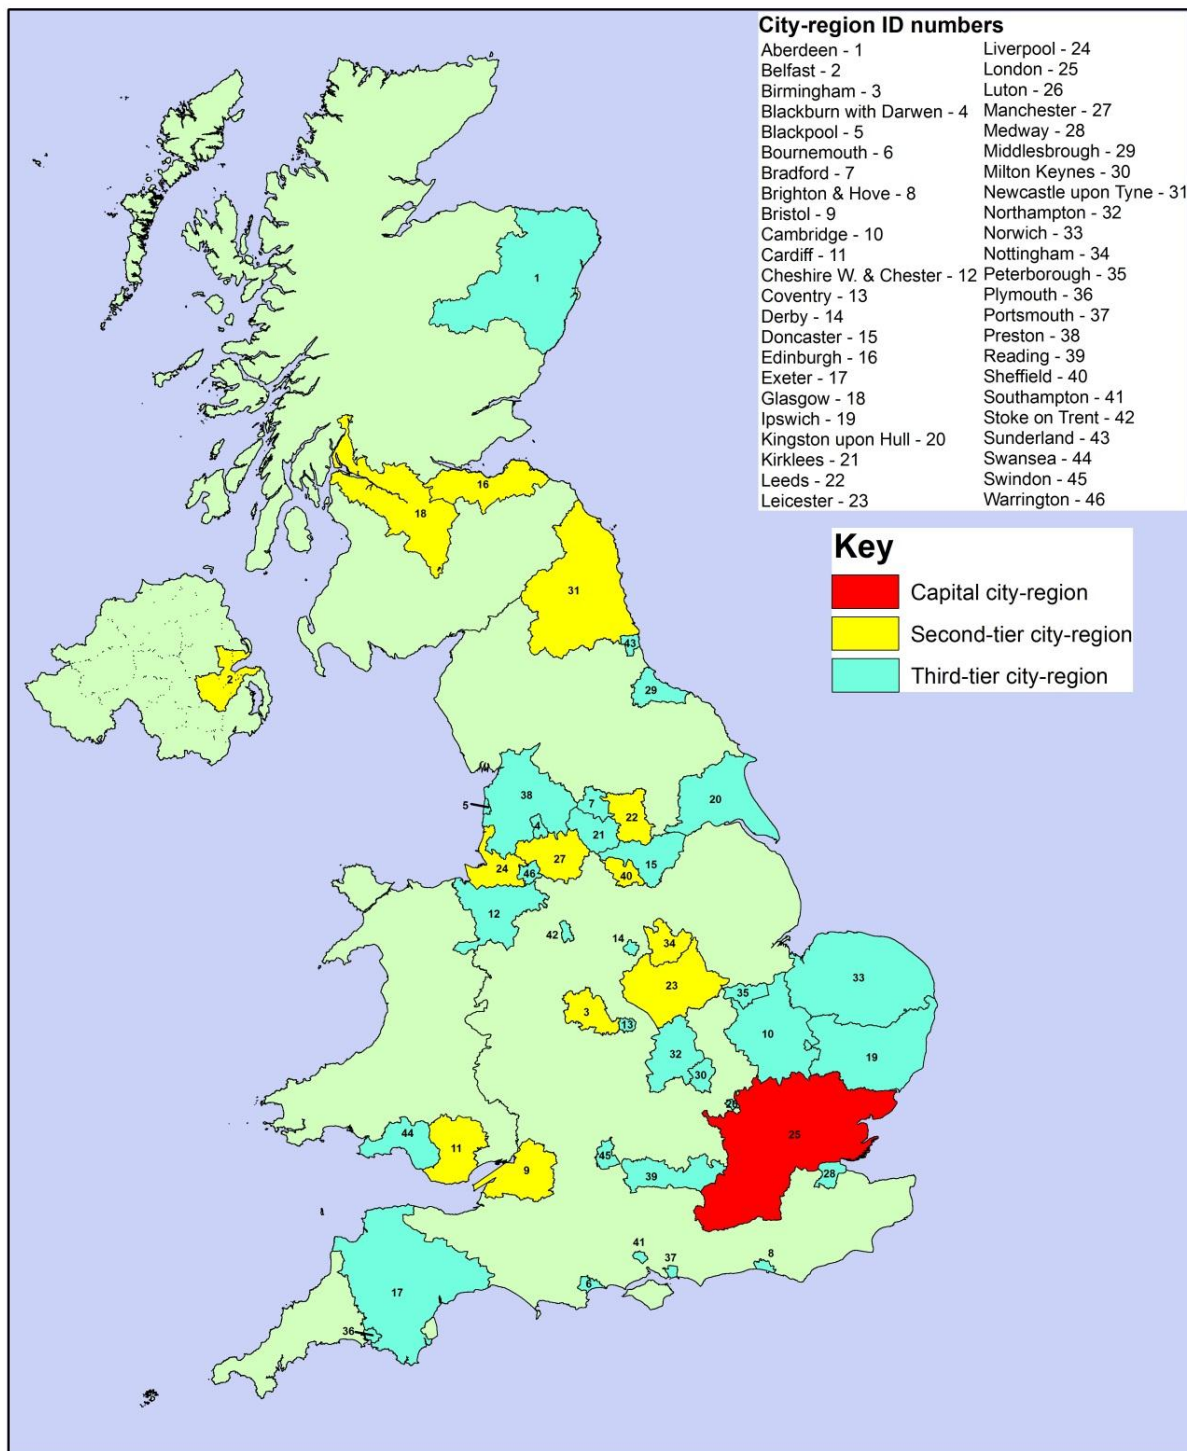 City-region ID numbers
Aberdeen - 1
Belfast - 2
Birmingham - 3
Blackburn with Darwen - 4
Blackpool - 5
Bournemouth - 6
Bradford - 7
Brighton & Hove - 8
Bristol - 9
Cambridge - 10
Cardiff - 11
Cheshire W. & Chester - 12
Coventry - 13
Derby - 14
Doncaster - 15
Edinburgh - 16
Exeter - 17
Glasgow - 18
Ipswich - 19
Kingston upon Hull - 20
Kirklees - 21
Leeds - 22
Leicester - 23
Liverpool - 24
London - 25
Luton - 26
Manchester - 27
Medway - 28
Middlesbrough - 29
Milton Keynes - 30
Newcastle upon Tyne - 31
Northampton - 32
Norwich - 33
Nottingham - 34
Peterborough - 35
Plymouth - 36
Portsmouth - 37
Preston - 38
Reading - 39
Sheffield - 40
Southampton - 41
Stoke on Trent - 42
Sunderland - 43
Swansea - 44
Swindon - 45
Warrington - 46
Key
Capital city-region
Second-tier city-region
Third-tier city-region
1
16
18
31
43
2
29
38
7
20
5
22
4
21
27
15
24
46
40
12
42
14
34
33
23
35
3
13
10
32
19
30
26
44
25
11
45
9
39
28
41
37
8
6
17
36